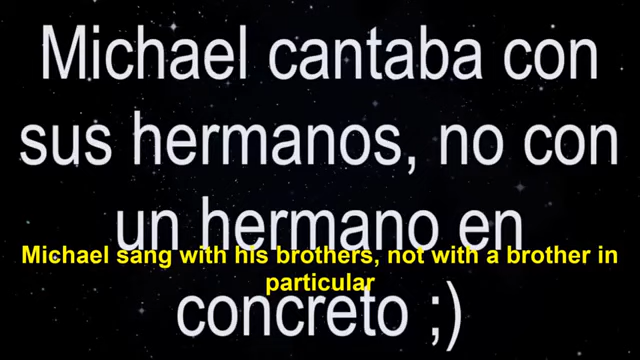 Michael cantaba con
sus hermanos, no con
un hermano en
Michael sang with his brothers, not with a brother in
particular
concreto ;)